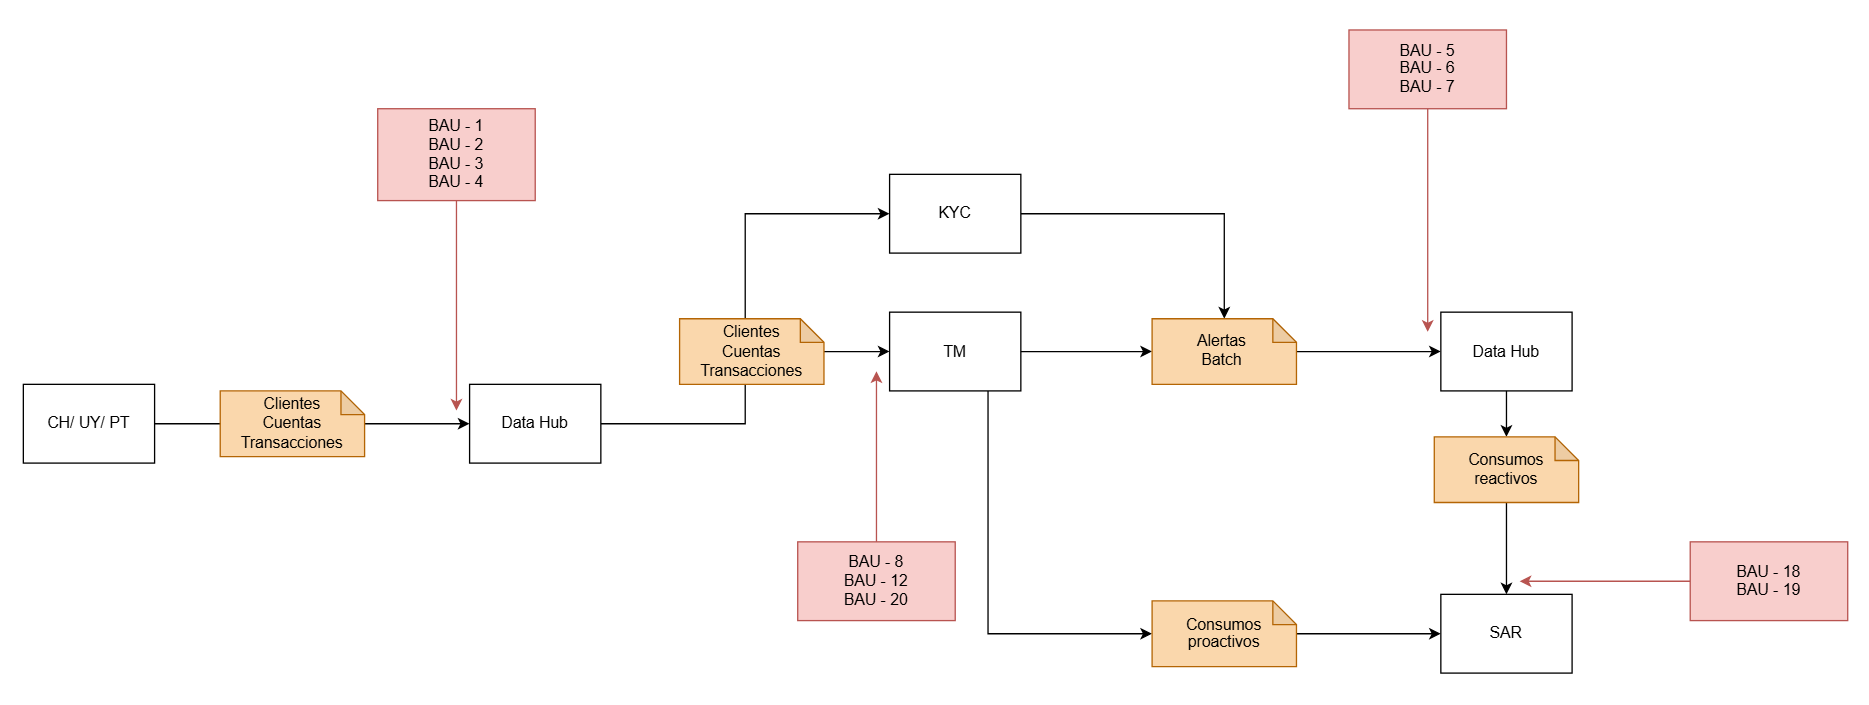 BAU - 5
BAU - 6
BAU - 7
BAU - 1
BAU - 2
BAU - 3
BAU - 4
KYC
Clientes
Cuentas
Transacciones
TM
Alertas
Batch
Data Hub
CH/ UY/ PT
Clientes
Cuentas
Transacciones
Data Hub
Consumos
reactivos
BAU - 8
BAU - 12
BAU - 20
BAU - 18
BAU - 19
Consumos
proactivos
SAR